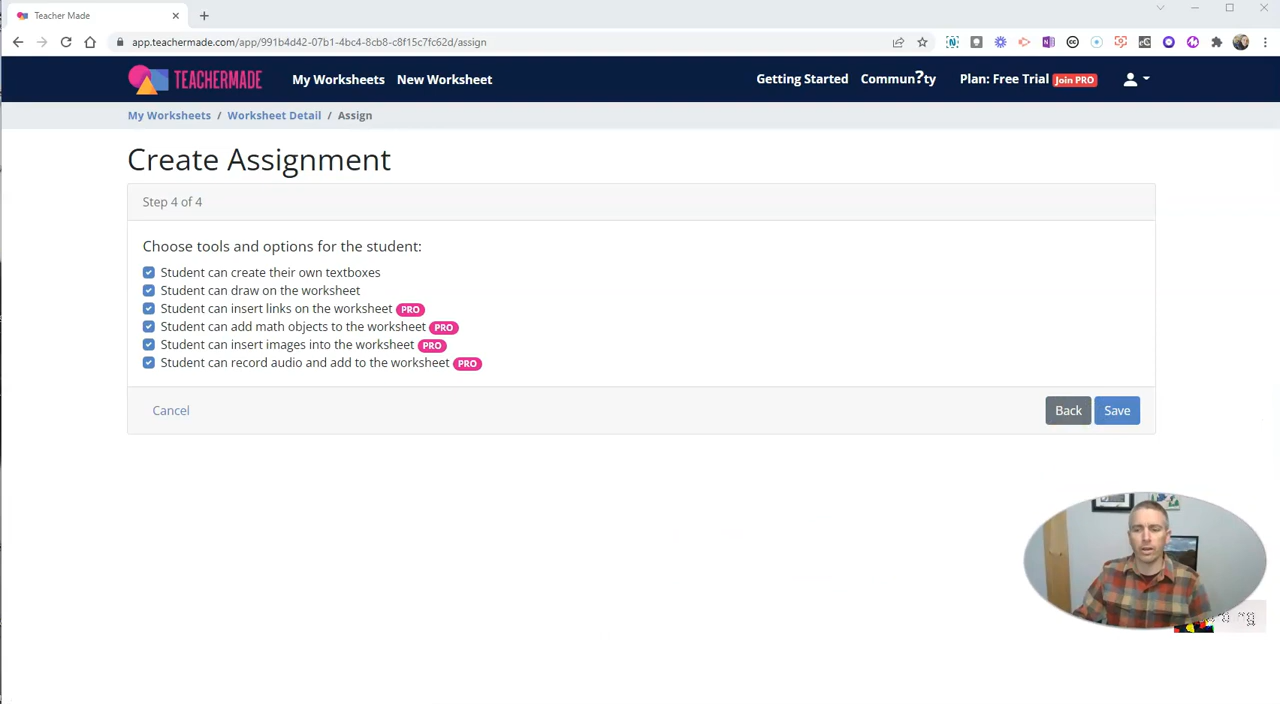 Teacher Made
app.teachermade.com/app/991b4d42-07b1-4bc4-8cb8-c8f15c7fc62d/assign
TEACHERMADE My Worksheets New Worksheet Getting Started Community Plan: Free Trial Join PRO
My Worksheets / Worksheet Detail / Assign
Create Assignment
Step 4 of 4
Choose tools and options for the student:
Student can create their own textboxes
Student can draw on the worksheet
Student can insert links on the worksheet PRO
Student can add math objects to the worksheet PRO
Student can insert images into the worksheet PRO
Student can record audio and add to the worksheet PRO
Cancel Back Save